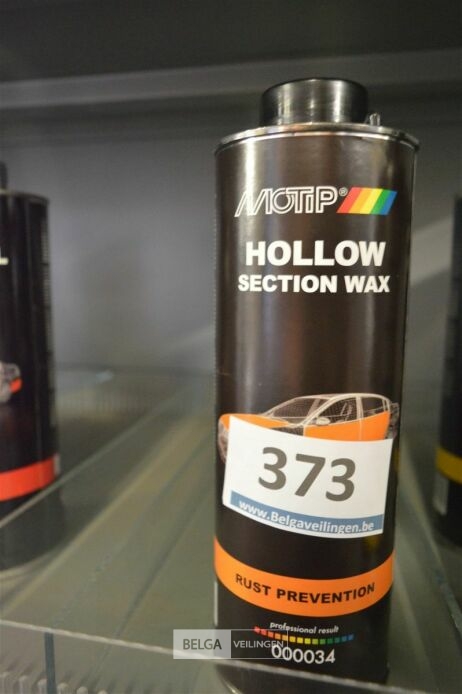 MOTIP®
HOLLOW
SECTION WAX
373
www.Belgaveilingen.be
RUST PREVENTION
professional result
000034
BELGA VEILINGEN
L